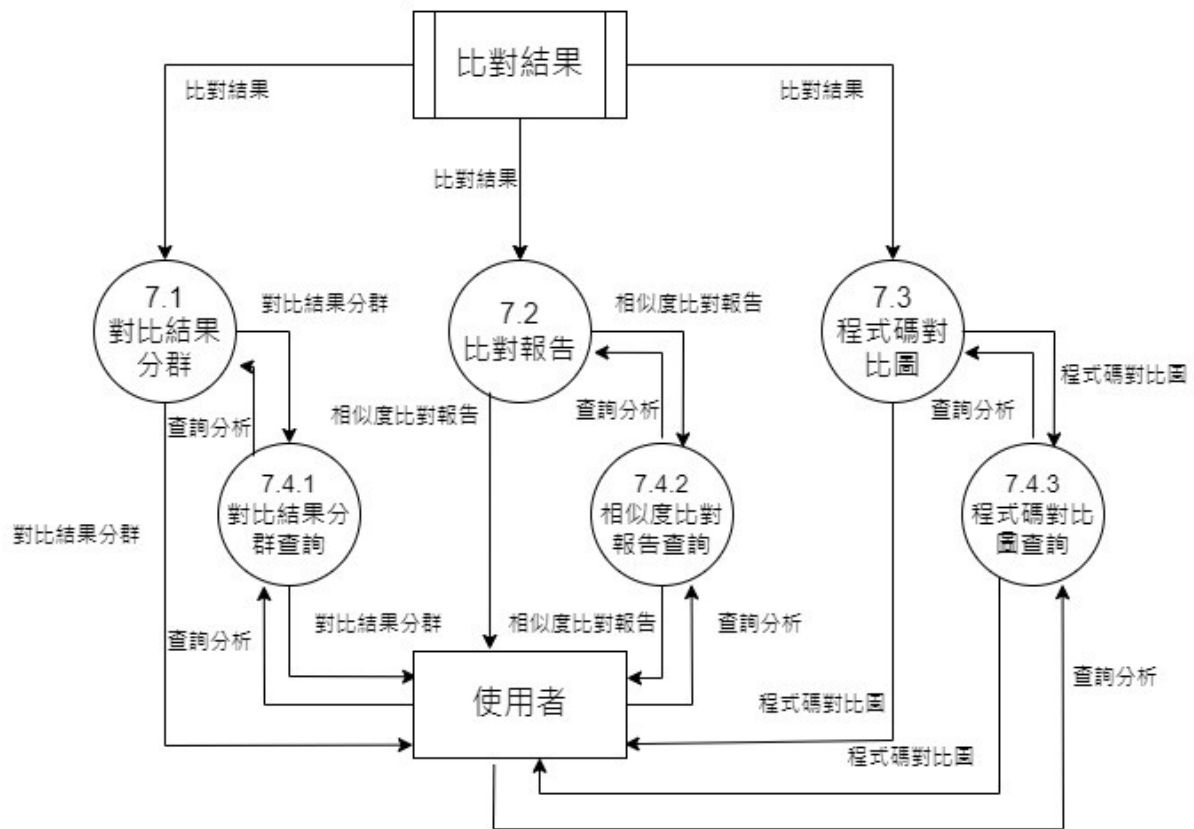 比對結果
比對結果
比對結果
比對結果
7.1
對比結果
分群
對比結果分群
7.2
比對報告
相似度比對報告
7.3
程式碼對
比圖
程式碼對比圖
查詢分析
相似度比對報告
查詢分析
查詢分析
7.4.1
對比結果分
群查詢
7.4.2
相似度比對
報告查詢
7.4.3
程式碼對比
圖查詢
對比結果分群
查詢分析
對比結果分群
相似度比對報告
查詢分析
使用者
查詢分析
程式碼對比圖
程式碼對比圖